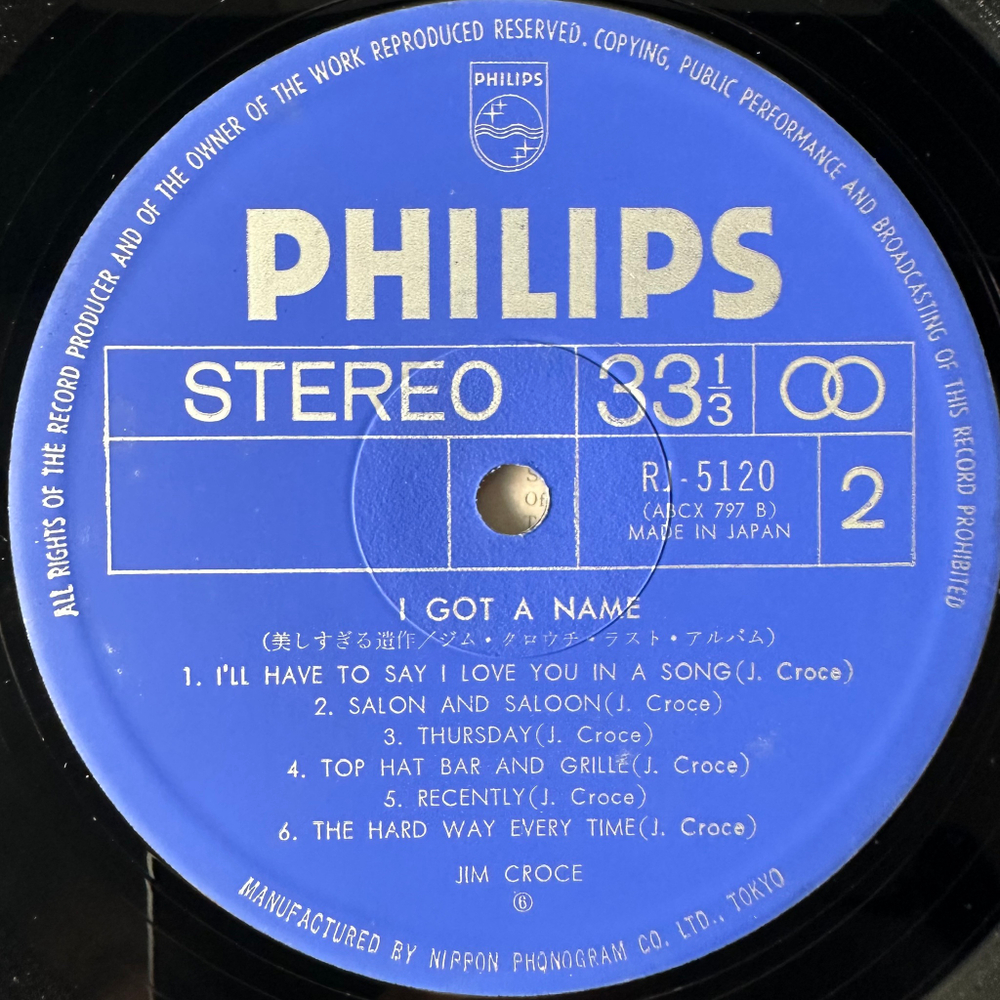 ALL RIGHTS OF THE RECORD PRODUCER AND OF THE OWNER OF THE WORK REPRODUCED RESERVED. COPYING, PUBLIC PERFORMANCE AND BROADCASTING OF THIS RECORD PROHIBITED
PHILIPS
PHILIPS
STEREO 33 1/3
RJ-5120
(ABCX 797 B)
MADE IN JAPAN
2
Of
I GOT A NAME
(美しすぎる遺作/ジム・クロウチ・ラスト・アルバム)
1. I'LL HAVE TO SAY I LOVE YOU IN A SONG(J. Croce)
2. SALON AND SALOON(J. Croce)
3. THURSDAY(J. Croce)
4. TOP HAT BAR AND GRILLE(J. Croce)
5. RECENTLY(J. Croce)
6. THE HARD WAY EVERY TIME(J. Croce)
JIM CROCE
⑥
MANUFACTURED BY NIPPON PHONOGRAM CO. LTD., TOKYO